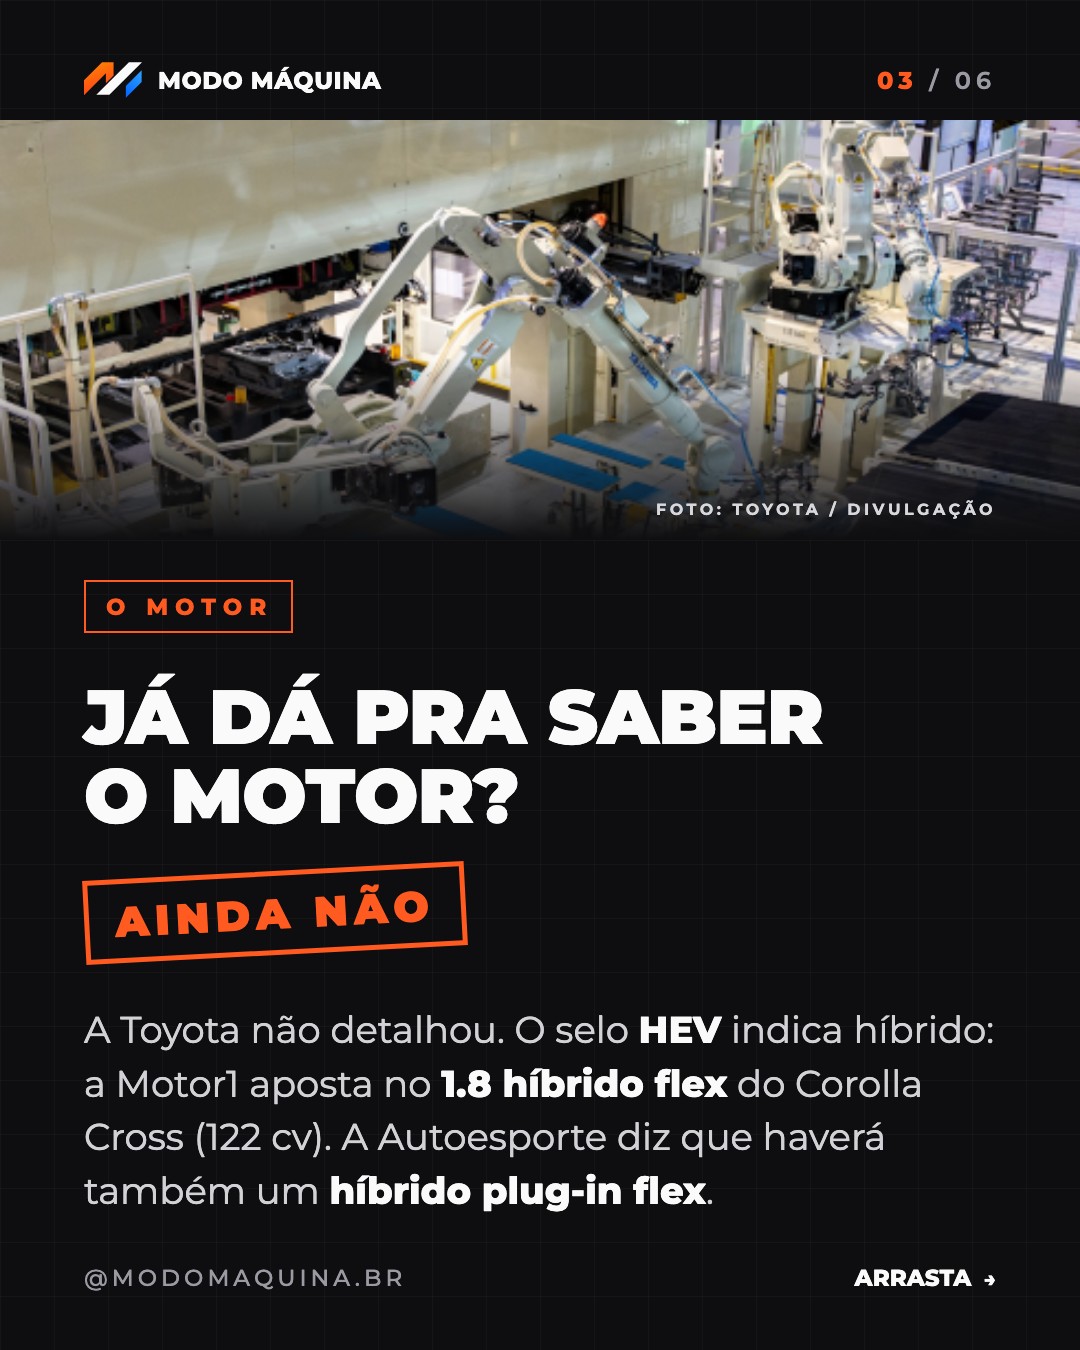 MODO MÁQUINA
03 / 06
FOTO: TOYOTA / DIVULGAÇÃO
O MOTOR
JÁ DÁ PRA SABER
O MOTOR?
AINDA NÃO
A Toyota não detalhou. O selo HEV indica híbrido:
a Motor1 aposta no 1.8 híbrido flex do Corolla
Cross (122 cv). A Autoesporte diz que haverá
também um híbrido plug-in flex.
@MODOMAQUINA.BR
ARRASTA →